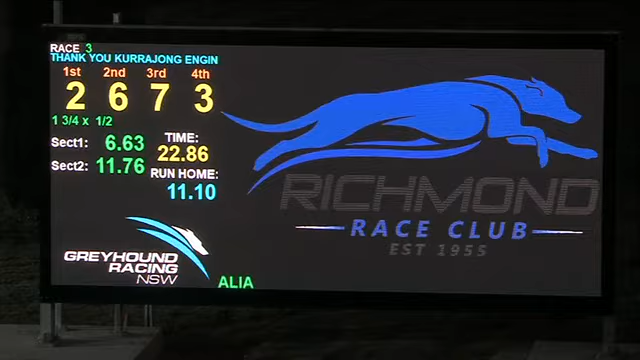 RACE 3
THANK YOU KURRAJONG ENGIN
1st 2nd 3rd 4th
2 6 7 3
1 3/4 x 1/2
Sect1: 6.63
Sect2: 11.76
TIME:
22.86
RUN HOME:
11.10
GREYHOUND
RACING
NSW
ALIA
RICHMOND
RACE CLUB
EST 1955